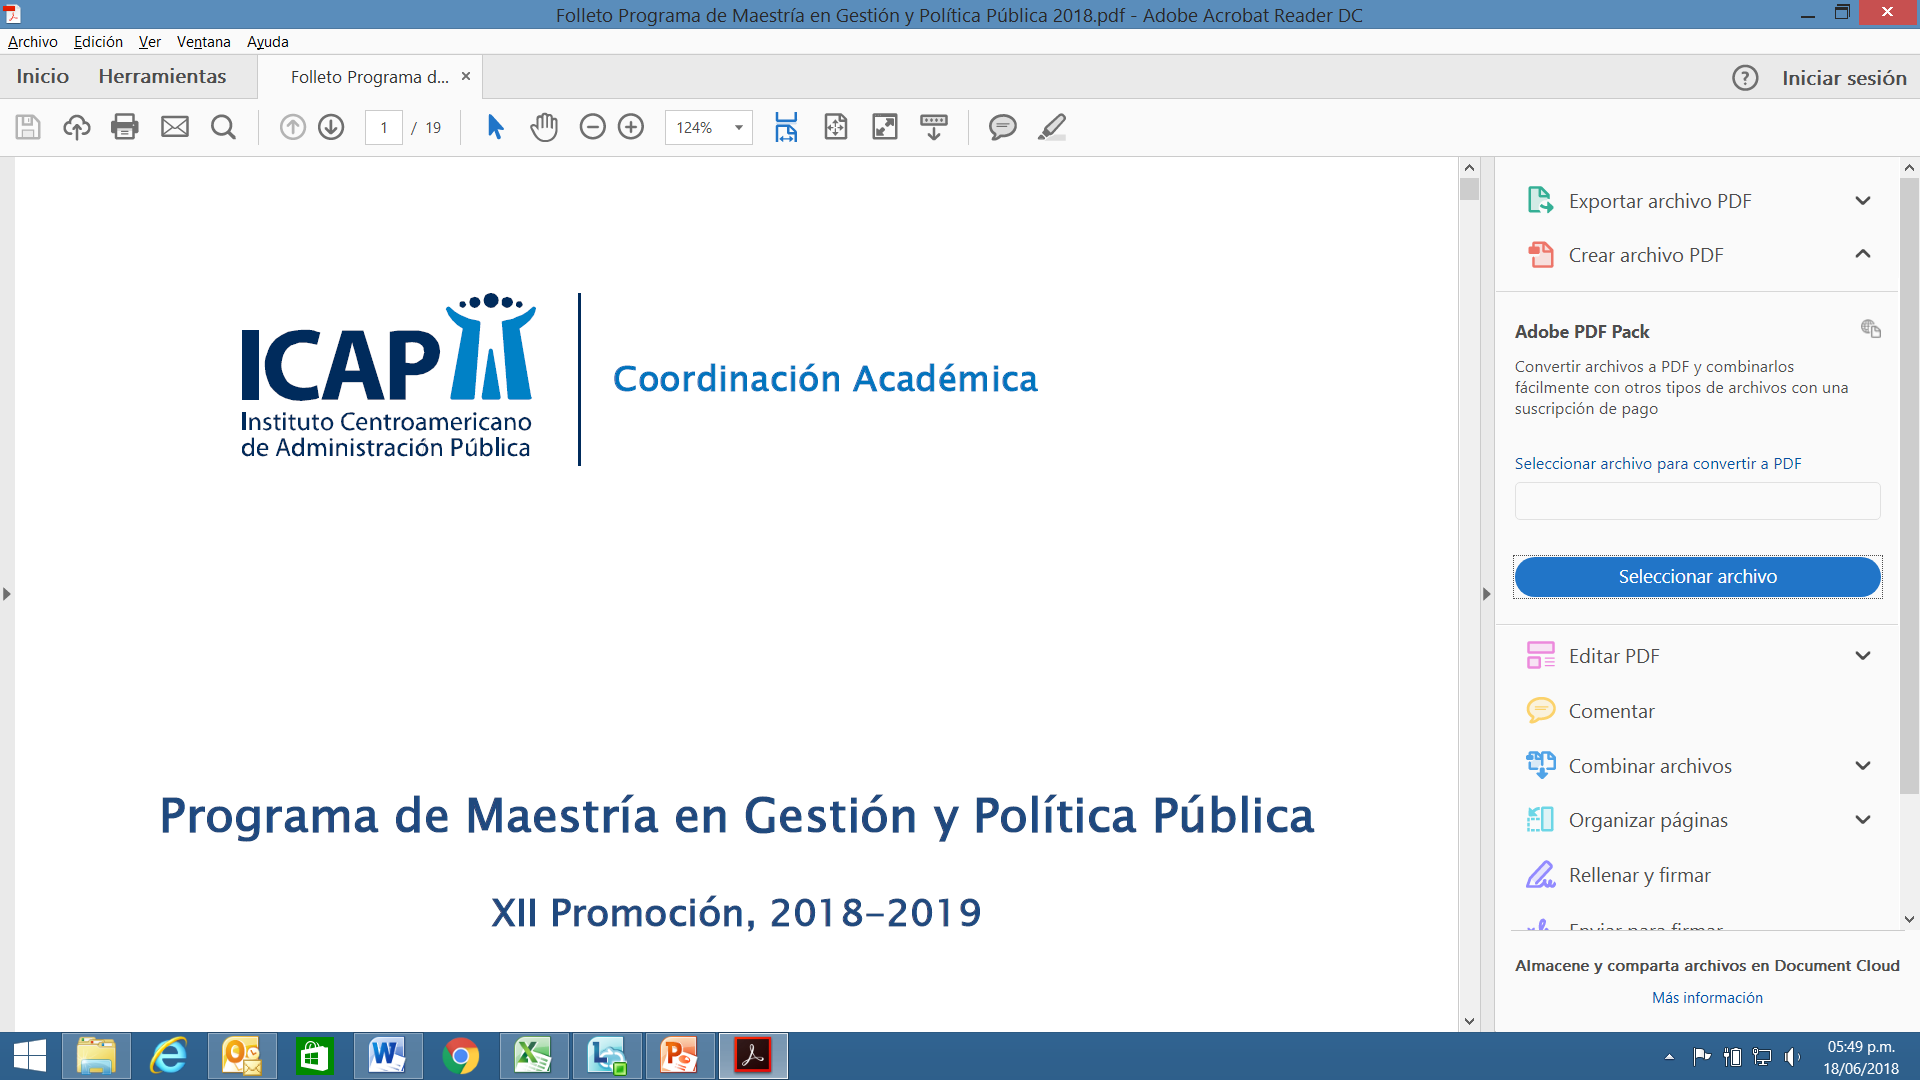 Folleto Programa de Maestría en Gestión y Política Pública 2018.pdf - Adobe Acrobat Reader DC
Archivo Edición Ver Ventana Ayuda
Inicio Herramientas Folleto Programa d... × ? Iniciar sesión
1 / 19 124%
ICAP
Instituto Centroamericano
de Administración Pública
Coordinación Académica
Programa de Maestría en Gestión y Política Pública
XII Promoción, 2018-2019
Exportar archivo PDF
Crear archivo PDF
Adobe PDF Pack
Convertir archivos a PDF y combinarlos
fácilmente con otros tipos de archivos con una
suscripción de pago
Seleccionar archivo para convertir a PDF
Seleccionar archivo
Editar PDF
Comentar
Combinar archivos
Organizar páginas
Rellenar y firmar
Enviar para firmar
Almacene y comparta archivos en Document Cloud
Más información
05:49 p.m.
18/06/2018